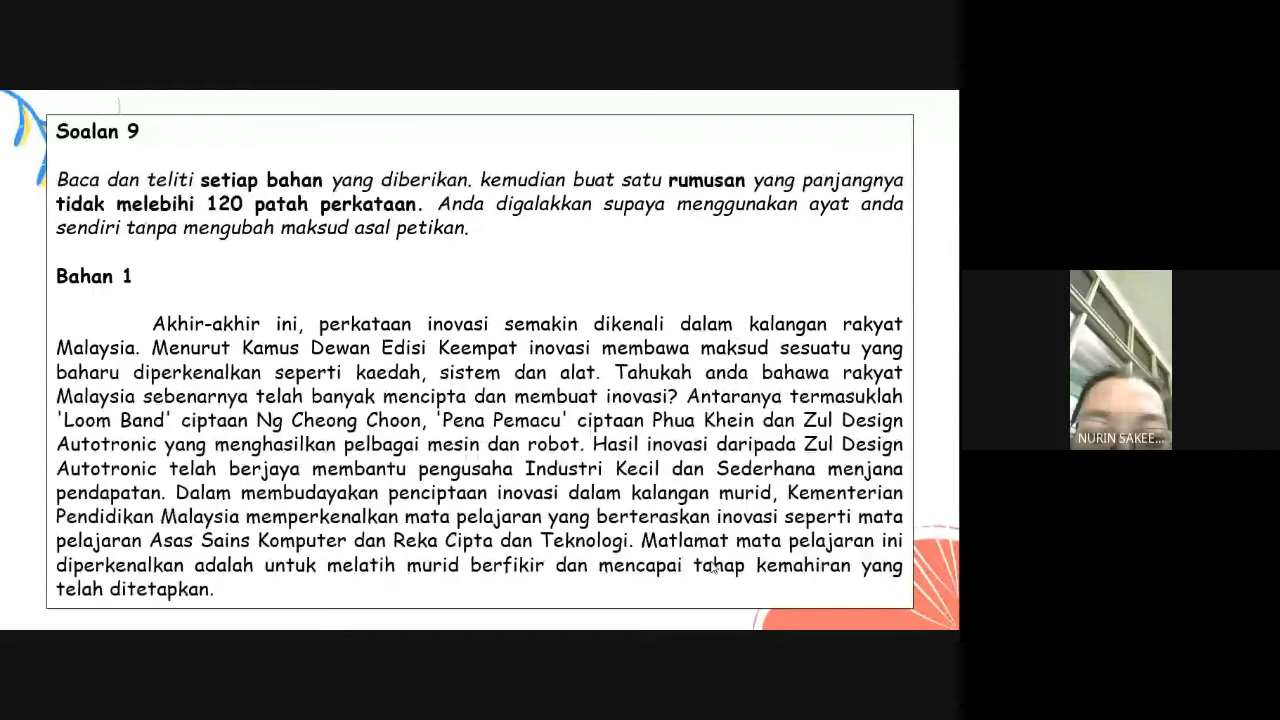 Soalan 9
Baca dan teliti setiap bahan yang diberikan. kemudian buat satu rumusan yang panjangnya
tidak melebihi 120 patah perkataan. Anda digalakkan supaya menggunakan ayat anda
sendiri tanpa mengubah maksud asal petikan.
Bahan 1
Akhir-akhir ini, perkataan inovasi semakin dikenali dalam kalangan rakyat
Malaysia. Menurut Kamus Dewan Edisi Keempat inovasi membawa maksud sesuatu yang
baharu diperkenalkan seperti kaedah, sistem dan alat. Tahukah anda bahawa rakyat
Malaysia sebenarnya telah banyak mencipta dan membuat inovasi? Antaranya termasuklah
'Loom Band' ciptaan Ng Cheong Choon, 'Pena Pemacu' ciptaan Phua Khein dan Zul Design
Autotronic yang menghasilkan pelbagai mesin dan robot. Hasil inovasi daripada Zul Design
Autotronic telah berjaya membantu pengusaha Industri Kecil dan Sederhana menjana
pendapatan. Dalam membudayakan penciptaan inovasi dalam kalangan murid, Kementerian
Pendidikan Malaysia memperkenalkan mata pelajaran yang berteraskan inovasi seperti mata
pelajaran Asas Sains Komputer dan Reka Cipta dan Teknologi. Matlamat mata pelajaran ini
diperkenalkan adalah untuk melatih murid berfikir dan mencapai tahap kemahiran yang
telah ditetapkan.
NURIN SAKEE...